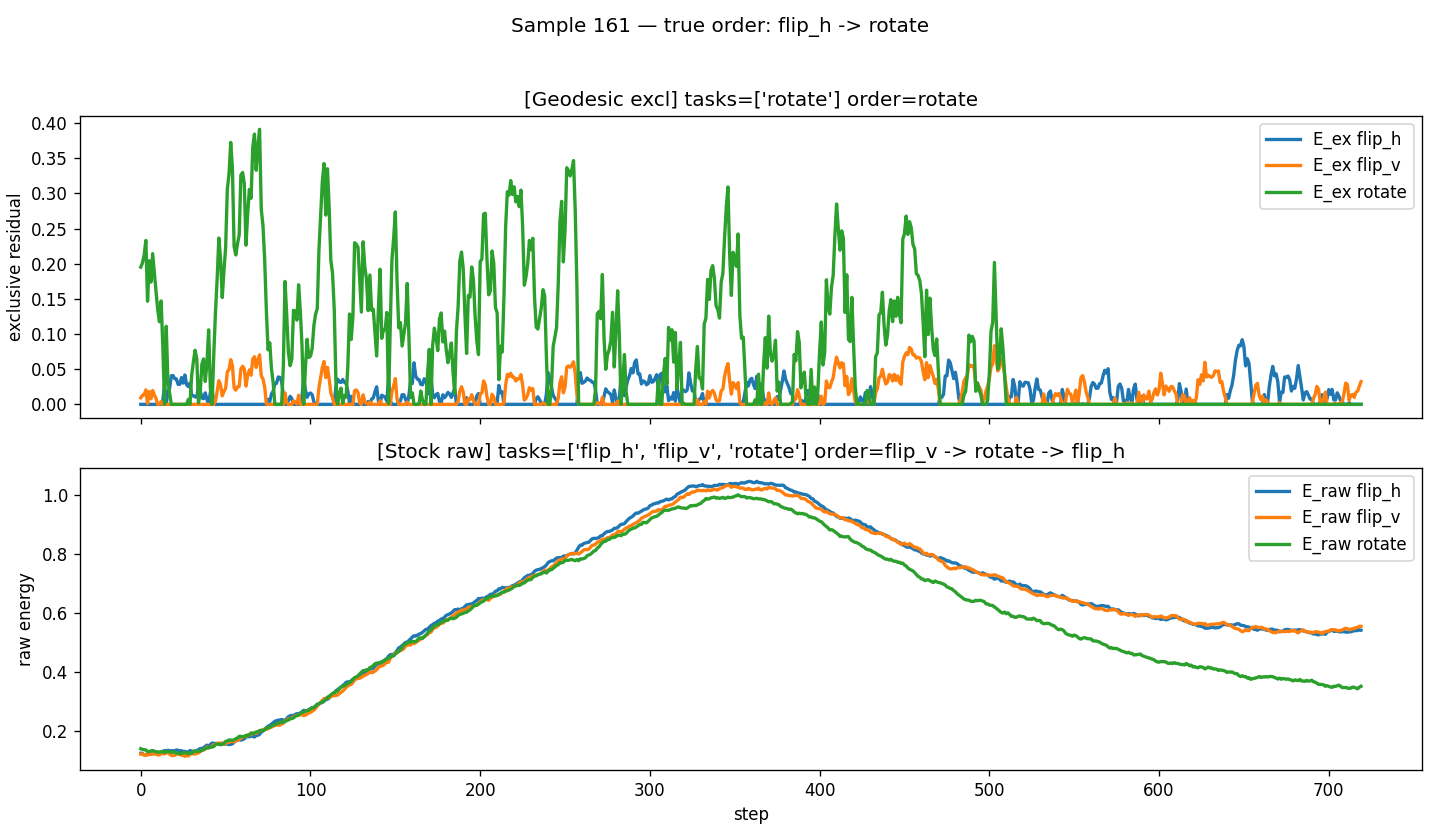 Sample 161 — true order: flip_h -> rotate
[Geodesic excl] tasks=['rotate'] order=rotate
exclusive residual
0.40
0.35
0.30
0.25
0.20
0.15
0.10
0.05
0.00
E_ex flip_h
E_ex flip_v
E_ex rotate
[Stock raw] tasks=['flip_h', 'flip_v', 'rotate'] order=flip_v -> rotate -> flip_h
raw energy
1.0
0.8
0.6
0.4
0.2
E_raw flip_h
E_raw flip_v
E_raw rotate
0 100 200 300 400 500 600 700
step